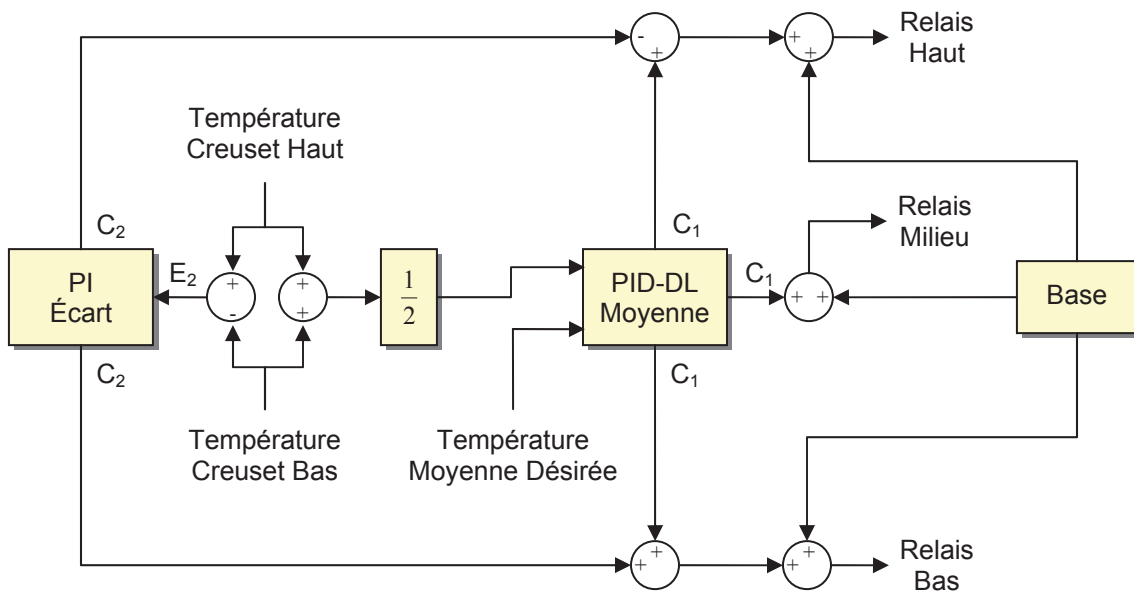 Relais
Haut
- +
+ +
Température
Creuset Haut
C₂
C₁
Relais
Milieu
PI
Écart
E₂
+ -
+ +
1
2
PID-DL
Moyenne
C₁
+ +
Base
C₂
C₁
Température
Creuset Bas
Température
Moyenne Désirée
+ +
+ +
Relais
Bas